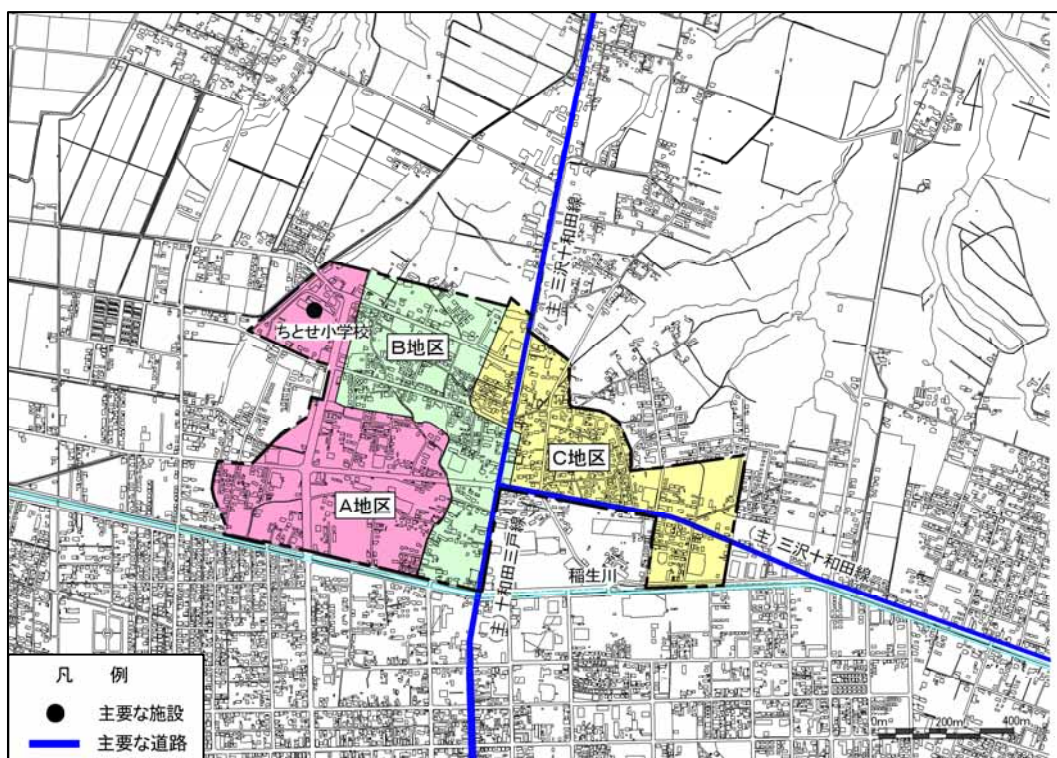 N
(主)三沢十和田線
ちとせ小学校
B地区
C地区
A地区
(主)三沢十和田線
稲生川
(主)十和田三戸線
凡 例
主要な施設
主要な道路
0m 200m 400m